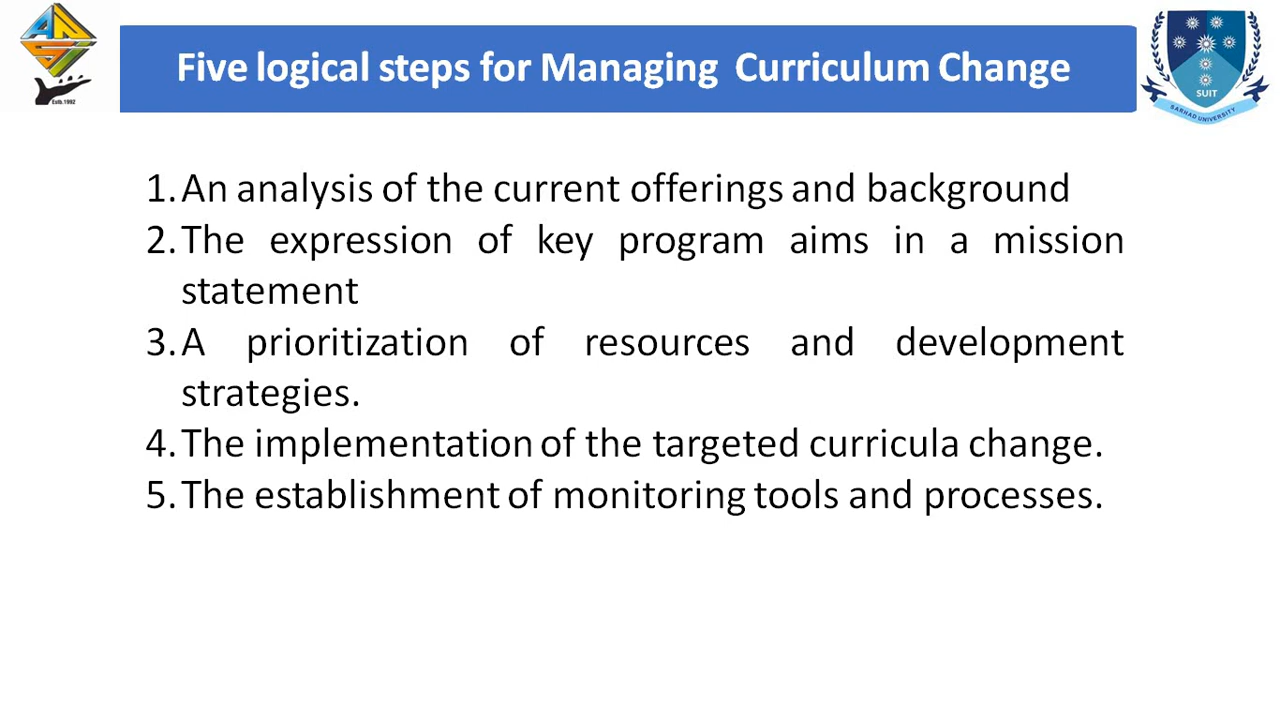 Five logical steps for Managing Curriculum Change
ANSI
Estb.1992
SUIT
SARHAD UNIVERSITY
1. An analysis of the current offerings and background
2. The expression of key program aims in a mission
statement
3. A prioritization of resources and development
strategies.
4. The implementation of the targeted curricula change.
5. The establishment of monitoring tools and processes.